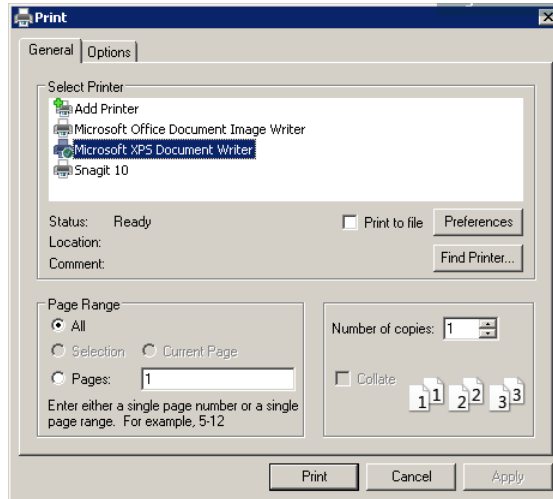 Print
General
Options
Select Printer
Add Printer
Microsoft Office Document Image Writer
Microsoft XPS Document Writer
Snagit 10
Status: Ready
Print to file
Preferences
Location:
Comment:
Find Printer...
Page Range
All
Selection
Current Page
Pages: 1
Enter either a single page number or a single
page range. For example, 5-12
Number of copies: 1
Collate
1 1 2 2 3 3
Print
Cancel
Apply